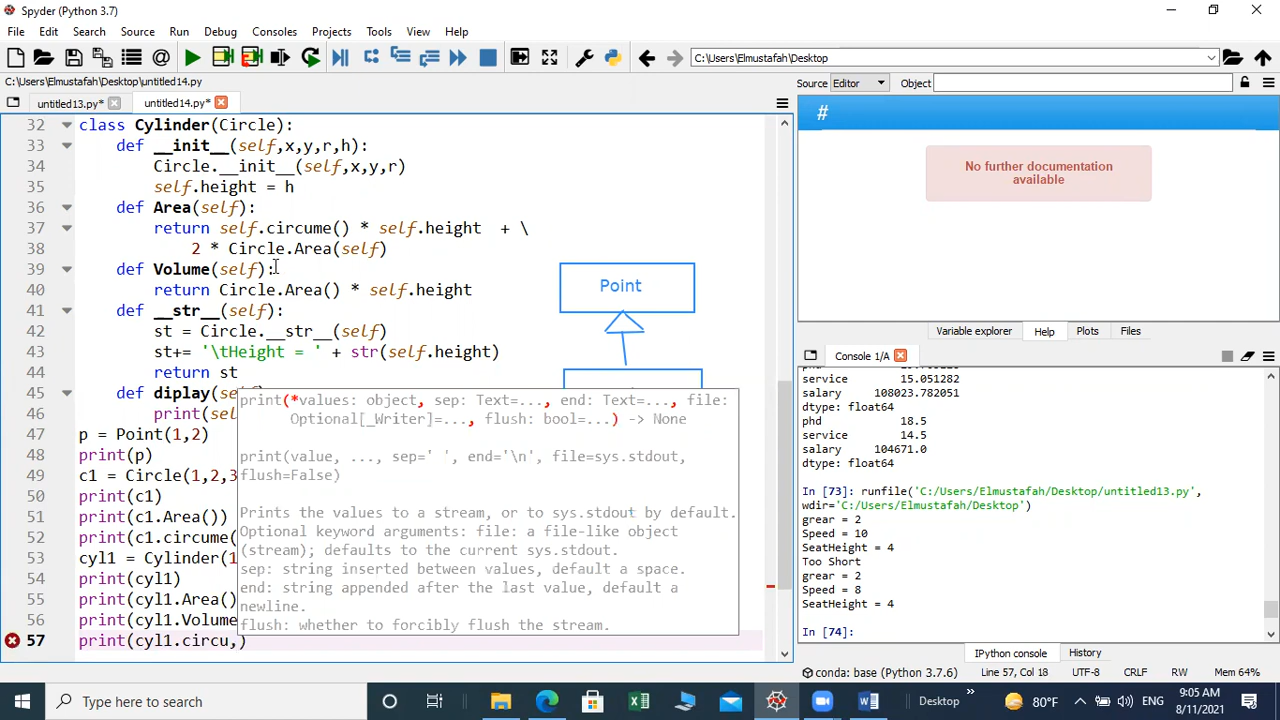 Spyder (Python 3.7)
File Edit Search Source Run Debug Consoles Projects Tools View Help
C:\Users\Elmustafah\Desktop
C:\Users\Elmustafah\Desktop\untitled14.py
untitled13.py* untitled14.py*
Source Editor Object
32 class Cylinder(Circle):
33 def __init__(self,x,y,r,h):
34 Circle.__init__(self,x,y,r)
35 self.height = h
36 def Area(self):
37 return self.circume() * self.height + \
38 2 * Circle.Area(self)
39 def Volume(self):
40 return Circle.Area() * self.height
41 def __str__(self):
42 st = Circle.__str__(self)
43 st+= '\tHeight = ' + str(self.height)
44 return st
45 def diplay(self):
46 print(sel
47 p = Point(1,2)
48 print(p)
49 c1 = Circle(1,2,3
50 print(c1)
51 print(c1.Area())
52 print(c1.circume(
53 cyl1 = Cylinder(1
54 print(cyl1)
55 print(cyl1.Area()
56 print(cyl1.Volume
57 print(cyl1.circu,)
print(*values: object, sep: Text=..., end: Text=..., file:
Optional[_Writer]=..., flush: bool=...) -> None
print(value, ..., sep=' ', end='\n', file=sys.stdout,
flush=False)
Prints the values to a stream, or to sys.stdout by default.
Optional keyword arguments: file: a file-like object
(stream); defaults to the current sys.stdout.
sep: string inserted between values, default a space.
end: string appended after the last value, default a
newline.
flush: whether to forcibly flush the stream.
Point
#
No further documentation
available
Variable explorer Help Plots Files
Console 1/A
service 15.051282
salary 108023.782051
dtype: float64
phd 18.5
service 14.5
salary 104671.0
dtype: float64
In [73]: runfile('C:/Users/Elmustafah/Desktop/untitled13.py',
wdir='C:/Users/Elmustafah/Desktop')
grear = 2
Speed = 10
SeatHeight = 4
Too Short
grear = 2
Speed = 8
SeatHeight = 4
In [74]:
IPython console History
conda: base (Python 3.7.6) Line 57, Col 18 UTF-8 CRLF RW Mem 64%
Type here to search
Desktop
80°F
ENG
9:05 AM
8/11/2021